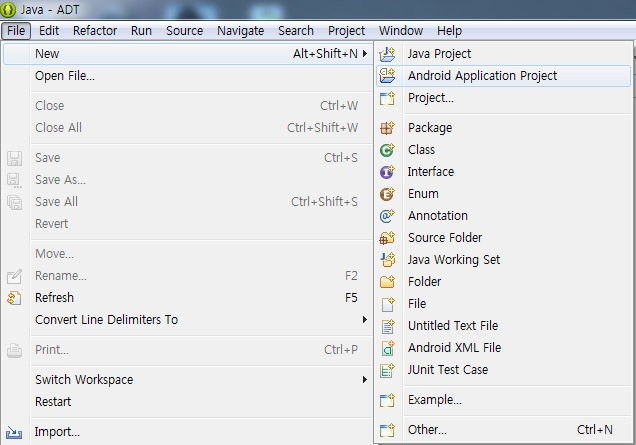 Java - ADT
File Edit Refactor Run Source Navigate Search Project Window Help
New Alt+Shift+N
Open File...
Close Ctrl+W
Close All Ctrl+Shift+W
Save Ctrl+S
Save As...
Save All Ctrl+Shift+S
Revert
Move...
Rename... F2
Refresh F5
Convert Line Delimiters To
Print... Ctrl+P
Switch Workspace
Restart
Import...
Java Project
Android Application Project
Project...
Package
Class
Interface
Enum
Annotation
Source Folder
Java Working Set
Folder
File
Untitled Text File
Android XML File
JUnit Test Case
Example...
Other... Ctrl+N